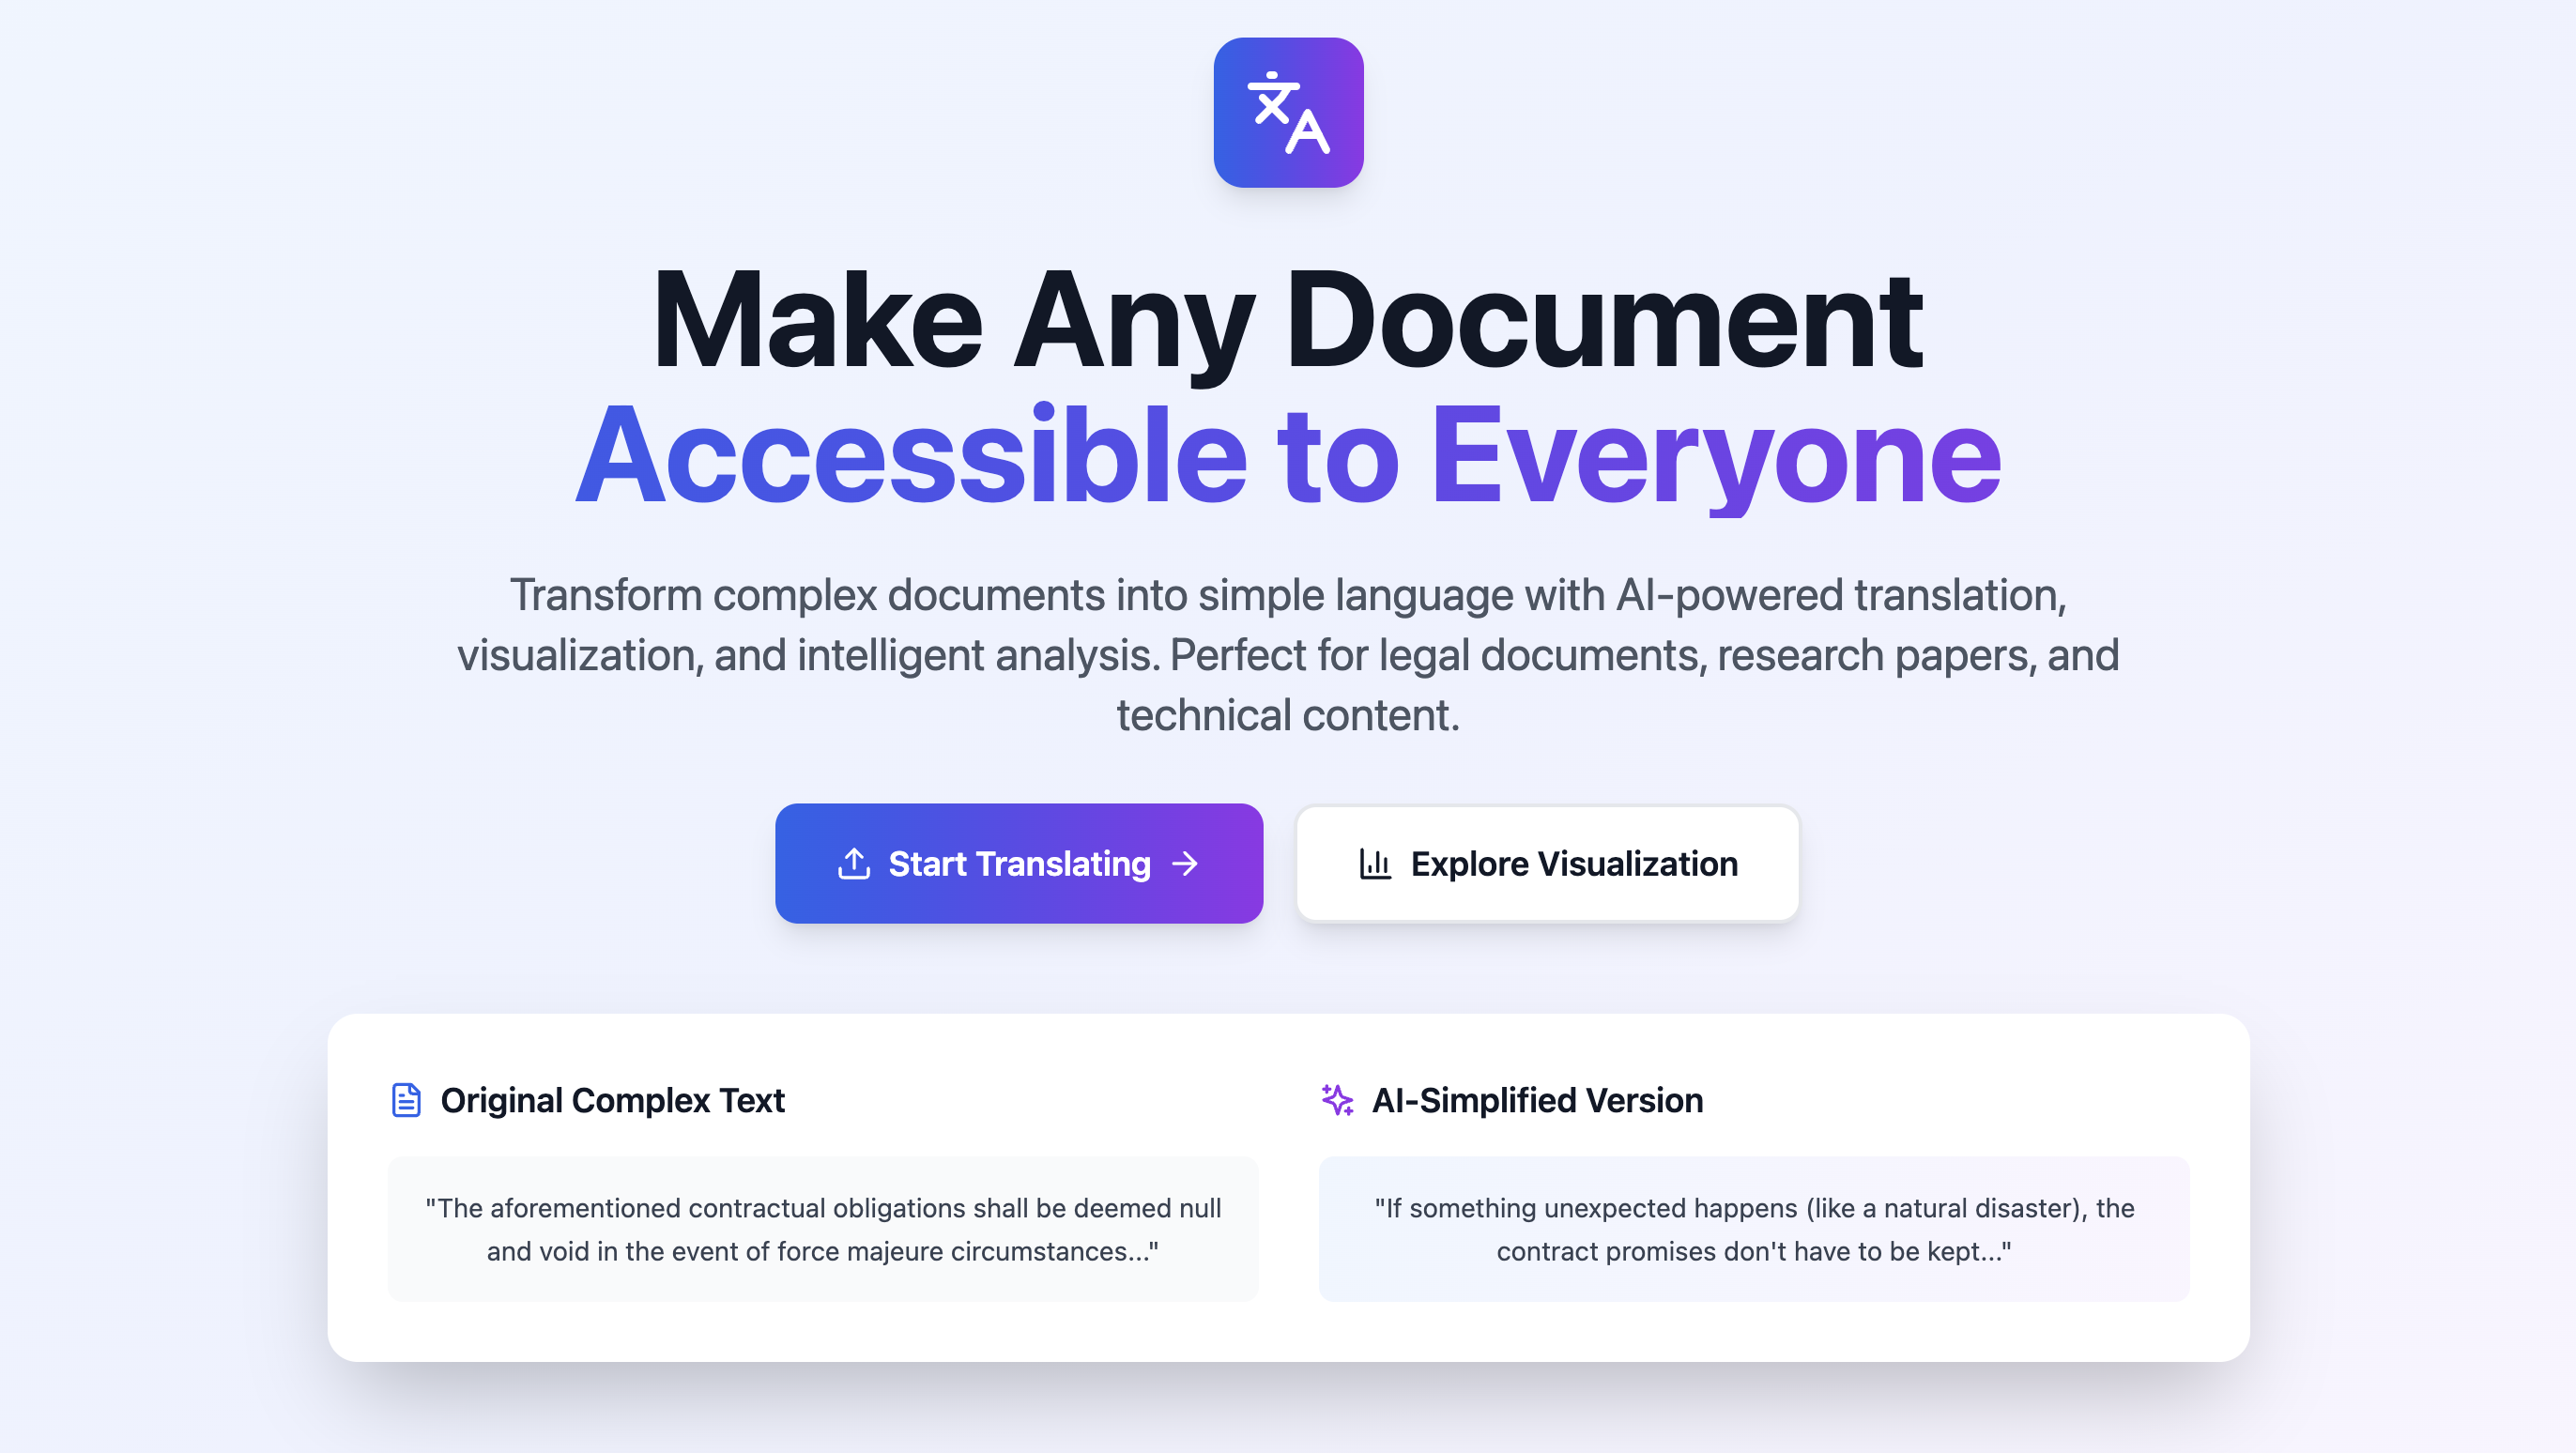 文A
Make Any Document
Accessible to Everyone
Transform complex documents into simple language with AI-powered translation,
visualization, and intelligent analysis. Perfect for legal documents, research papers, and
technical content.
Start Translating →
Explore Visualization
Original Complex Text
"The aforementioned contractual obligations shall be deemed null
and void in the event of force majeure circumstances..."
AI-Simplified Version
"If something unexpected happens (like a natural disaster), the
contract promises don't have to be kept..."